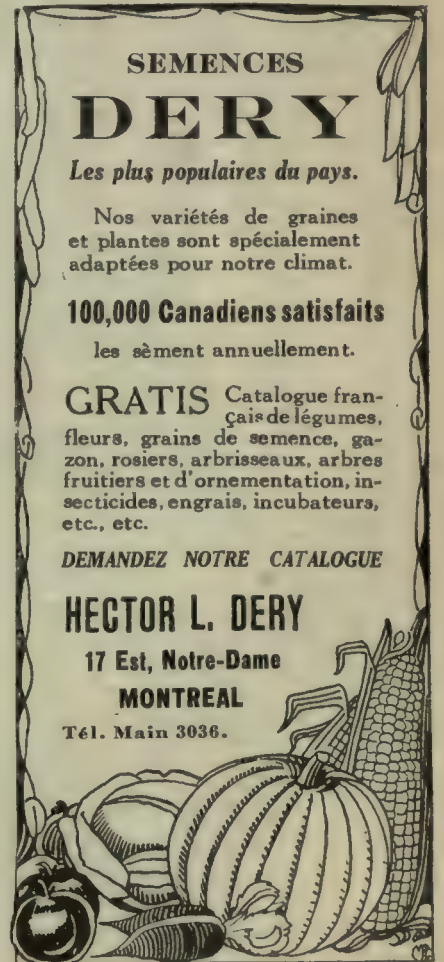 SEMENCES
DERY
Les plus populaires du pays.
Nos variétés de graines
et plantes sont spécialement
adaptées pour notre climat.
100,000 Canadiens satisfaits
les sèment annuellement.
GRATIS Catalogue fran-
çais de légumes,
fleurs, grains de semence, ga-
zon, rosiers, arbrisseaux, arbres
fruitiers et d'ornementation, in-
secticides, engrais, incubateurs,
etc., etc.
DEMANDEZ NOTRE CATALOGUE
HECTOR L. DERY
17 Est, Notre-Dame
MONTREAL
Tél. Main 3036.